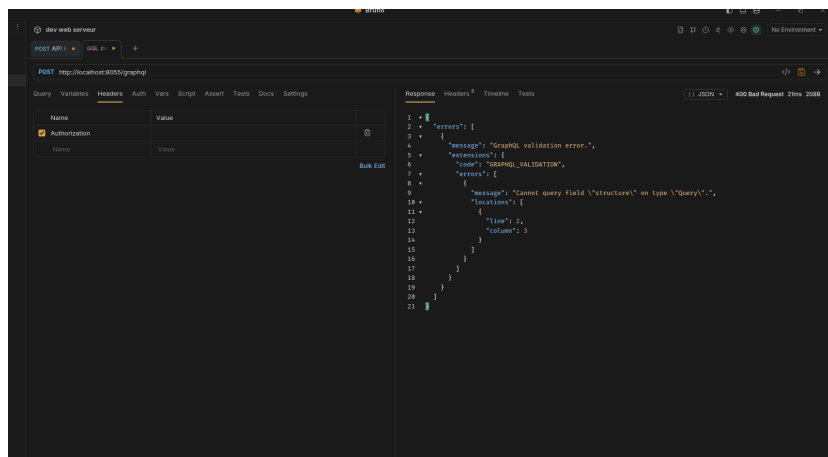 Bruno
dev web serveur
No Environment
POST API
GQL
+
POST http://localhost:8055/graphql
Query Variables Headers Auth Vars Script Assert Tests Docs Settings
Name Value
Authorization
Name Value
Bulk Edit
Response Headers 6 Timeline Tests
{ } JSON
400 Bad Request 21ms 208B
1 {
2 "errors": [
3 {
4 "message": "GraphQL validation error.",
5 "extensions": {
6 "code": "GRAPHQL_VALIDATION",
7 "errors": [
8 {
9 "message": "Cannot query field \"structure\" on type \"Query\".",
10 "locations": [
11 {
12 "line": 2,
13 "column": 3
14 }
15 ]
16 }
17 ]
18 }
19 }
20 ]
21 }